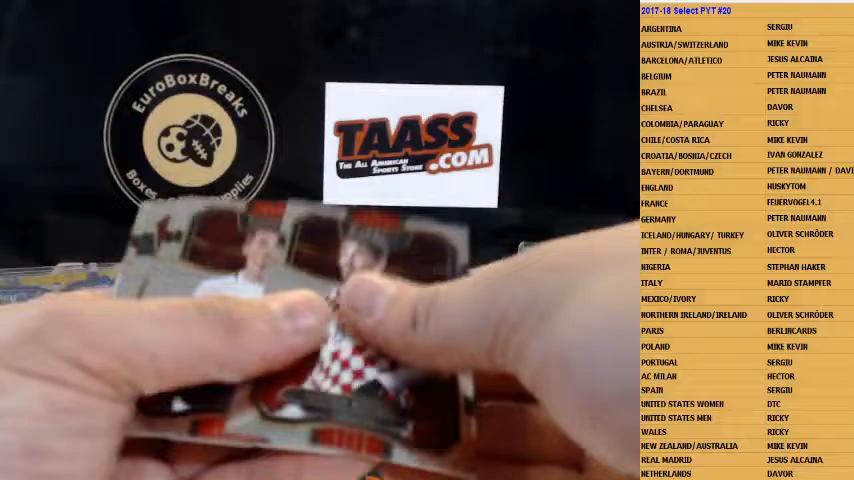 EuroBoxBreaks
Boxes
TAASS
.COM
THE ALL AMERICAN
SPORTS STORE
2017-18 Select PYT #20
ARGENTINA SERGIU
AUSTRIA/SWITZERLAND MIKE KEVIN
BARCELONA/ATLETICO JESUS ALCAINA
BELGIUM PETER NAUMANN
BRAZIL PETER NAUMANN
CHELSEA DAVOR
COLOMBIA/PARAGUAY RICKY
CHILE/COSTA RICA MIKE KEVIN
CROATIA/BOSNIA/CZECH IVAN GONZALEZ
BAYERN/DORTMUND PETER NAUMANN / DAVI
ENGLAND HUSKYTOM
FRANCE FEUERVOGEL4.1
GERMANY PETER NAUMANN
ICELAND/HUNGARY/ TURKEY OLIVER SCHRÖDER
INTER / ROMA/JUVENTUS HECTOR
NIGERIA STEPHAN HAKER
ITALY MARIO STAMPFER
MEXICO/IVORY RICKY
NORTHERN IRELAND/IRELAND OLIVER SCHRÖDER
PARIS BERLINCARDS
POLAND MIKE KEVIN
PORTUGAL SERGIU
AC MILAN HECTOR
SPAIN SERGIU
UNITED STATES WOMEN DTC
UNITED STATES MEN RICKY
WALES RICKY
NEW ZEALAND/AUSTRALIA MIKE KEVIN
REAL MADRID JESUS ALCAINA
NETHERLANDS DAVOR